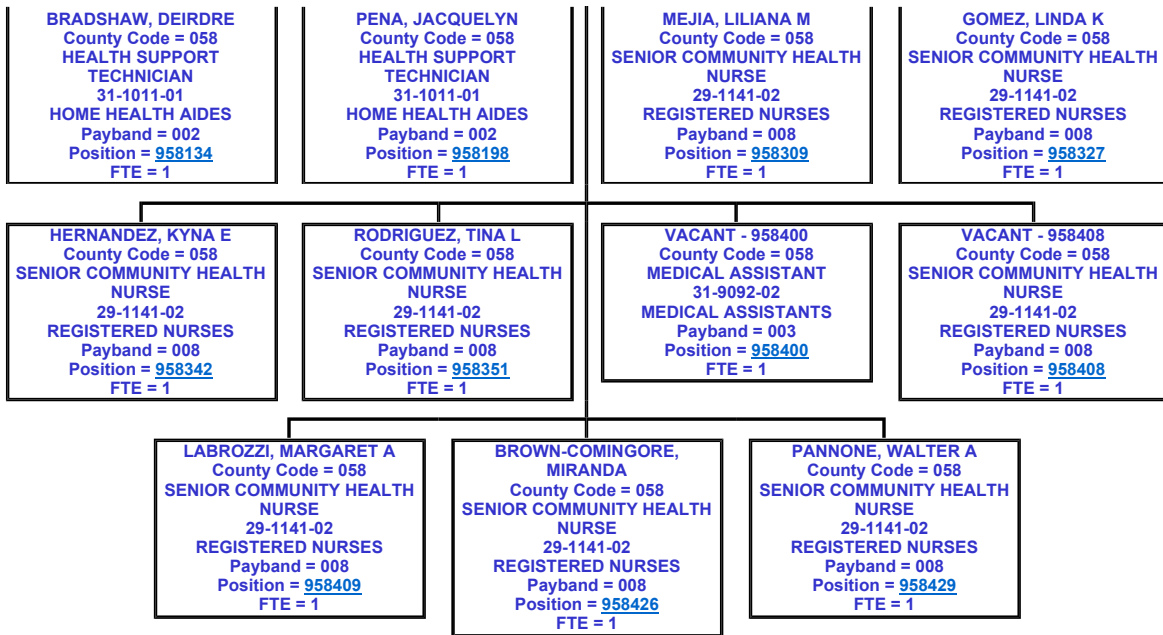 BRADSHAW, DEIRDRE
County Code = 058
HEALTH SUPPORT
TECHNICIAN
31-1011-01
HOME HEALTH AIDES
Payband = 002
Position = 958134
FTE = 1
PENA, JACQUELYN
County Code = 058
HEALTH SUPPORT
TECHNICIAN
31-1011-01
HOME HEALTH AIDES
Payband = 002
Position = 958198
FTE = 1
MEJIA, LILIANA M
County Code = 058
SENIOR COMMUNITY HEALTH
NURSE
29-1141-02
REGISTERED NURSES
Payband = 008
Position = 958309
FTE = 1
GOMEZ, LINDA K
County Code = 058
SENIOR COMMUNITY HEALTH
NURSE
29-1141-02
REGISTERED NURSES
Payband = 008
Position = 958327
FTE = 1
HERNANDEZ, KYNA E
County Code = 058
SENIOR COMMUNITY HEALTH
NURSE
29-1141-02
REGISTERED NURSES
Payband = 008
Position = 958342
FTE = 1
RODRIGUEZ, TINA L
County Code = 058
SENIOR COMMUNITY HEALTH
NURSE
29-1141-02
REGISTERED NURSES
Payband = 008
Position = 958351
FTE = 1
VACANT - 958400
County Code = 058
MEDICAL ASSISTANT
31-9092-02
MEDICAL ASSISTANTS
Payband = 003
Position = 958400
FTE = 1
VACANT - 958408
County Code = 058
SENIOR COMMUNITY HEALTH
NURSE
29-1141-02
REGISTERED NURSES
Payband = 008
Position = 958408
FTE = 1
LABROZZI, MARGARET A
County Code = 058
SENIOR COMMUNITY HEALTH
NURSE
29-1141-02
REGISTERED NURSES
Payband = 008
Position = 958409
FTE = 1
BROWN-COMINGORE,
MIRANDA
County Code = 058
SENIOR COMMUNITY HEALTH
NURSE
29-1141-02
REGISTERED NURSES
Payband = 008
Position = 958426
FTE = 1
PANNONE, WALTER A
County Code = 058
SENIOR COMMUNITY HEALTH
NURSE
29-1141-02
REGISTERED NURSES
Payband = 008
Position = 958429
FTE = 1